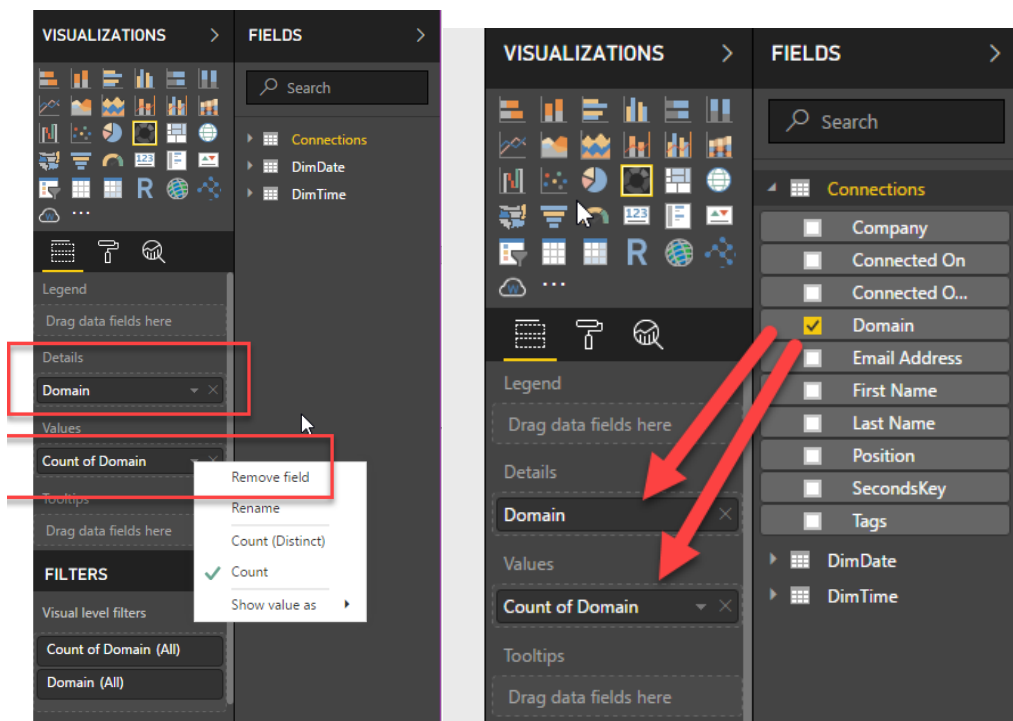 VISUALIZATIONS
FIELDS
Search
Connections
DimDate
DimTime
123
R
W
Legend
Drag data fields here
Details
Domain
Values
Count of Domain
Remove field
Tooltips
Rename
Drag data fields here
Count (Distinct)
FILTERS
Count
Visual level filters
Show value as
Count of Domain (All)
Domain (All)
VISUALIZATIONS
FIELDS
Search
Connections
Company
Connected On
Connected O...
Domain
Email Address
First Name
Last Name
Position
SecondsKey
Tags
DimDate
DimTime
123
R
W
Legend
Drag data fields here
Details
Domain
Values
Count of Domain
Tooltips
Drag data fields here